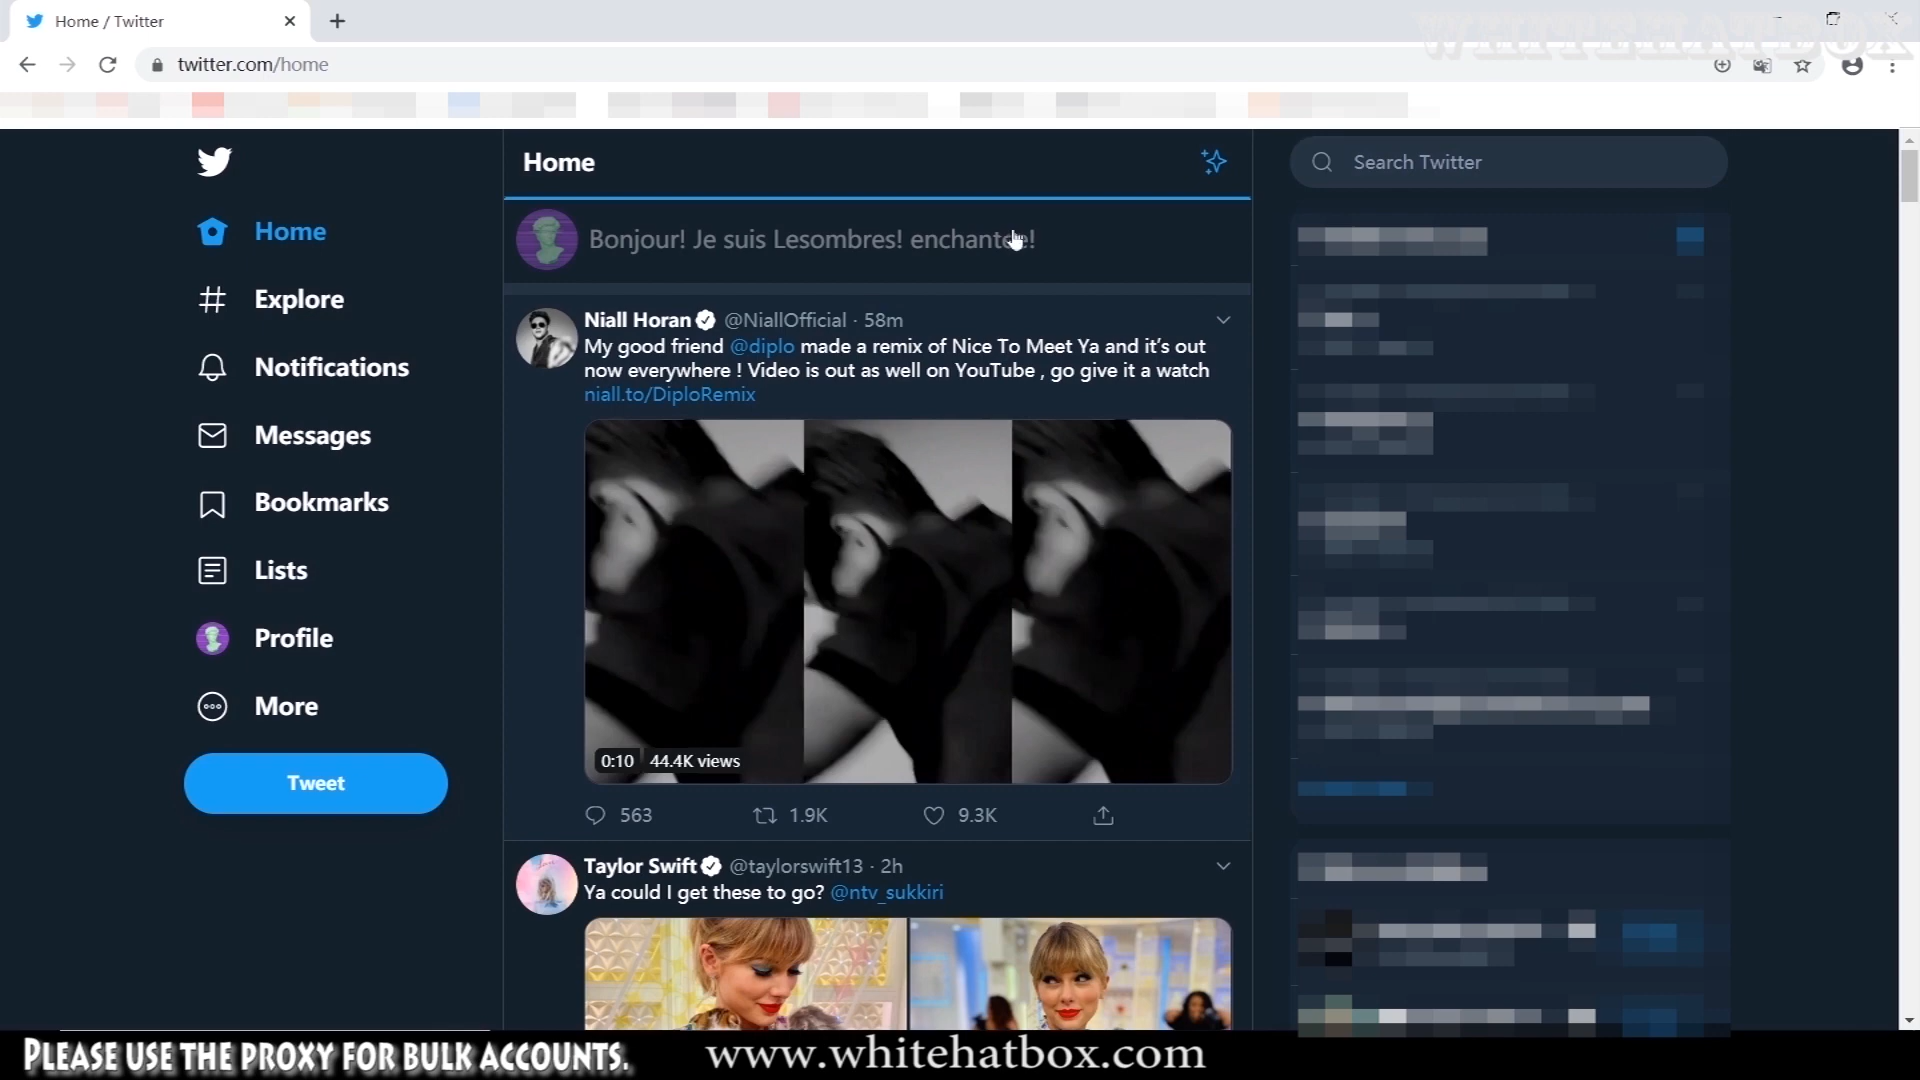 Home / Twitter
WHITEHATBOX
twitter.com/home
Home
Search Twitter
Home
Explore
Notifications
Messages
Bookmarks
Lists
Profile
More
Tweet
Bonjour! Je suis Lesombres! enchantee!
Niall Horan @NiallOfficial · 58m
My good friend @diplo made a remix of Nice To Meet Ya and it's out
now everywhere ! Video is out as well on YouTube , go give it a watch
niall.to/DiploRemix
0:10 44.4K views
563 1.9K 9.3K
Taylor Swift @taylorswift13 · 2h
Ya could I get these to go? @ntv_sukkiri
PLEASE USE THE PROXY FOR BULK ACCOUNTS. www.whitehatbox.com